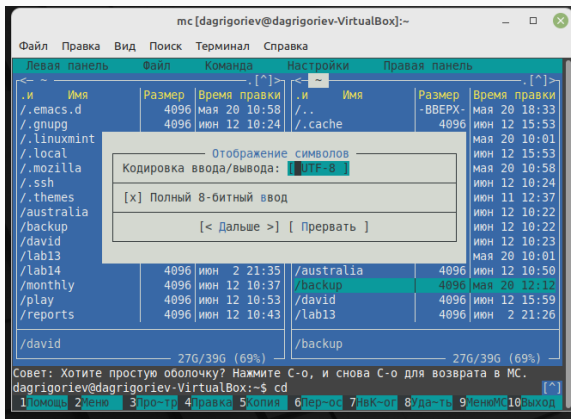 mc [dagrigoriev@dagrigoriev-VirtualBox]:~
Файл Правка Вид Поиск Терминал Справка
Левая панель Файл Команда Настройки Правая панель
<— ~ .[^]> <— ~ .[^]>
.и Имя Размер Время правки .и Имя Размер Время правки
/.emacs.d 4096 мая 20 10:58 /.. -ВВЕРХ- мая 20 18:33
/.gnupg 4096 июн 12 10:24 /.cache 4096 июн 12 15:53
/.linuxmint мая 20 10:01
/.local Отображение символов июн 12 15:53
/.mozilla Кодировка ввода/вывода: [ UTF-8 ] мая 20 10:58
/.ssh июн 12 10:24
/.themes [x] Полный 8-битный ввод июн 11 12:37
/australia июн 12 10:22
/backup [< Дальше >] [ Прервать ] июн 12 10:22
/david июн 12 10:23
/lab13 мая 20 10:01
/lab14 4096 июн 2 21:35 /australia 4096 июн 12 10:50
/monthly 4096 июн 12 10:37 /backup 4096 мая 20 12:12
/play 4096 июн 12 10:53 /david 4096 июн 12 15:59
/reports 4096 июн 12 10:43 /lab13 4096 июн 2 21:26
/david /backup
27G/39G (69%) 27G/39G (69%)
Совет: Хотите простую оболочку? Нажмите C-o, и снова C-o для возврата в MC.
dagrigoriev@dagrigoriev-VirtualBox:~$ cd [^]
1Помощь 2Меню 3Про~тр 4Правка 5Копия 6Пер~ос 7НвК~ог 8Уда~ть 9МенюMC 10Выход